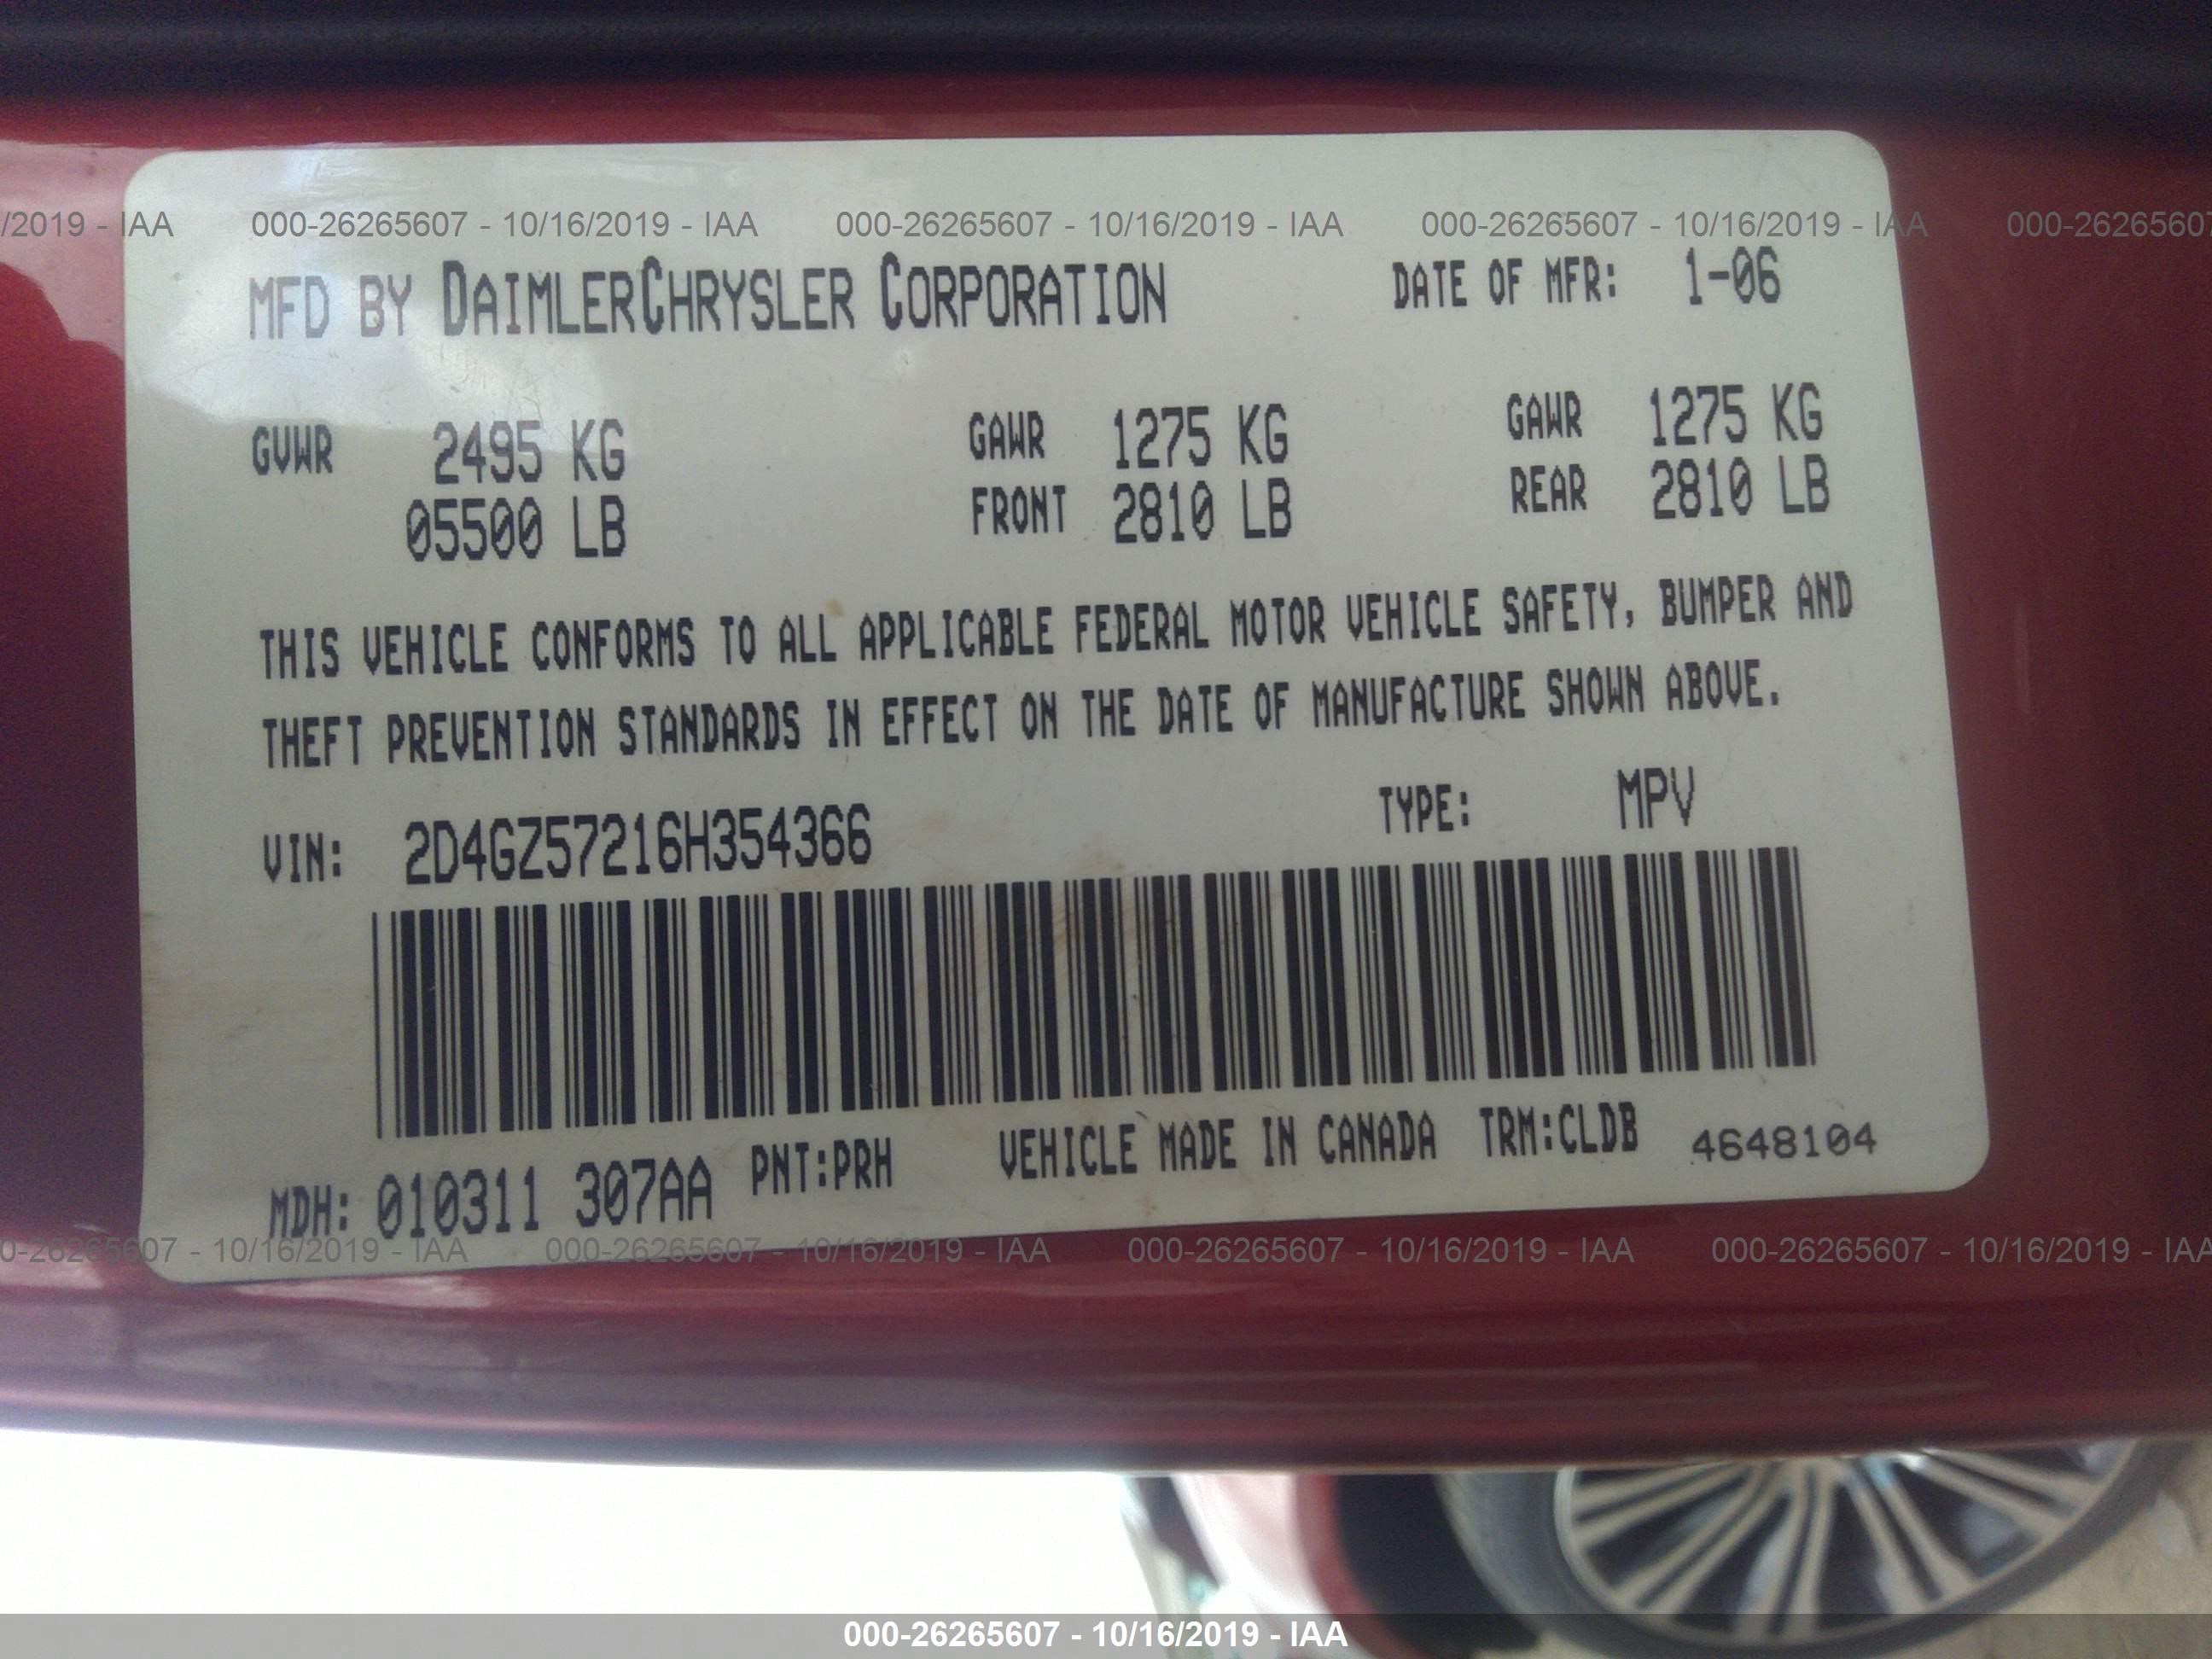 /2019 - IAA 000-26265607 - 10/16/2019 - IAA 000-26265607 - 10/16/2019 - IAA 000-26265607 - 10/16/2019 - IAA 000-2626560
MFD BY DAIMLERCHRYSLER CORPORATION DATE OF MFR: 1-06
GVWR 2495 KG GAWR 1275 KG GAWR 1275 KG
05500 LB FRONT 2810 LB REAR 2810 LB
THIS VEHICLE CONFORMS TO ALL APPLICABLE FEDERAL MOTOR VEHICLE SAFETY, BUMPER AND
THEFT PREVENTION STANDARDS IN EFFECT ON THE DATE OF MANUFACTURE SHOWN ABOVE.
VIN: 2D4GZ57216H354366 TYPE: MPV
MDH: 010311 307AA PNT:PRH VEHICLE MADE IN CANADA TRM:CLDB 4648104
0-26265607 - 10/16/2019 - IAA 000-26265607 - 10/16/2019 - IAA 000-26265607 - 10/16/2019 - IAA 000-26265607 - 10/16/2019 - IAA
000-26265607 - 10/16/2019 - IAA